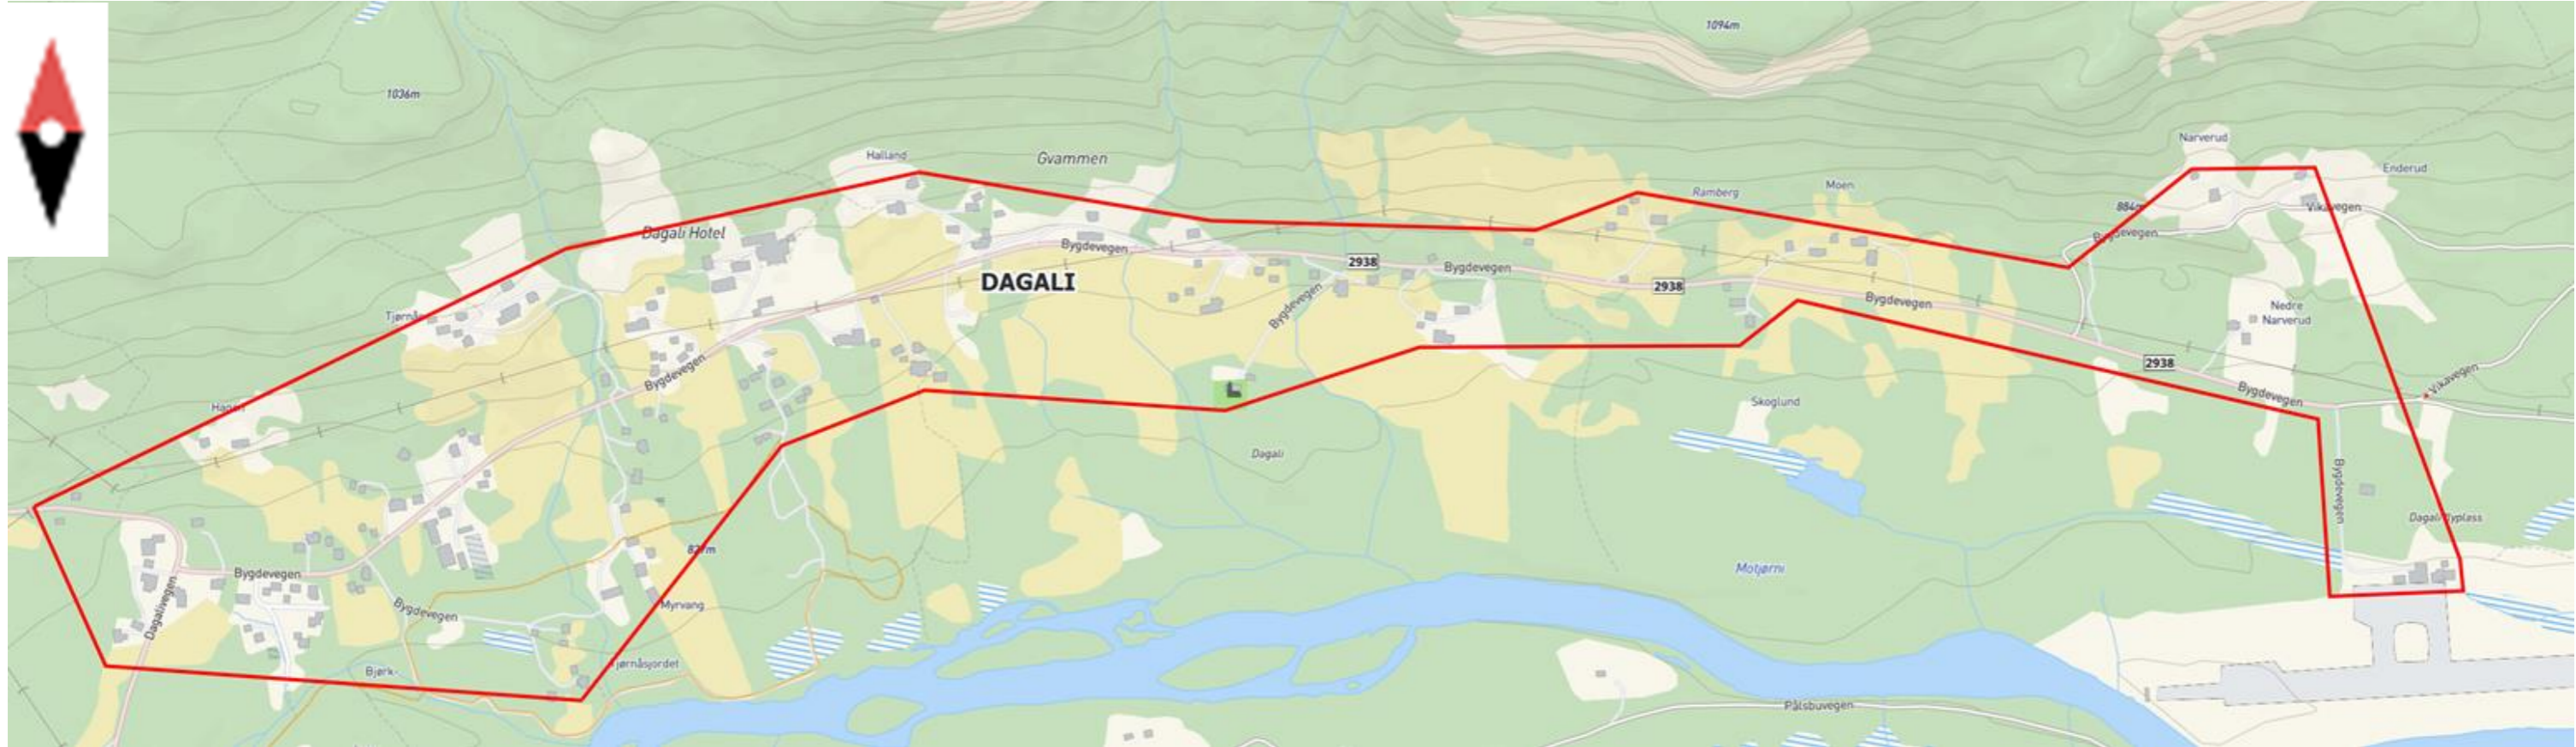 1094m
1036m
Narverud
Halland
Gvammen
Enderud
Moen
Ramberg
884m
Vikavegen
Dagali Hotel
Bygdevegen
Bygdevegen
2938
Bygdevegen
DAGALI
2938
Bygdevegen
Bygdevegen
Nedre
Narverud
Tjørnås
2938
Bygdevegen
Bygdevegen
Vikavegen
Skoglund
Dagali
Bygdevegen
Dagali flyplass
827m
Motjørni
Bygdevegen
Dagalivegen
Bygdevegen
Myrvang
Tjørnåsjordet
Bjørk-
Pålsbuvegen